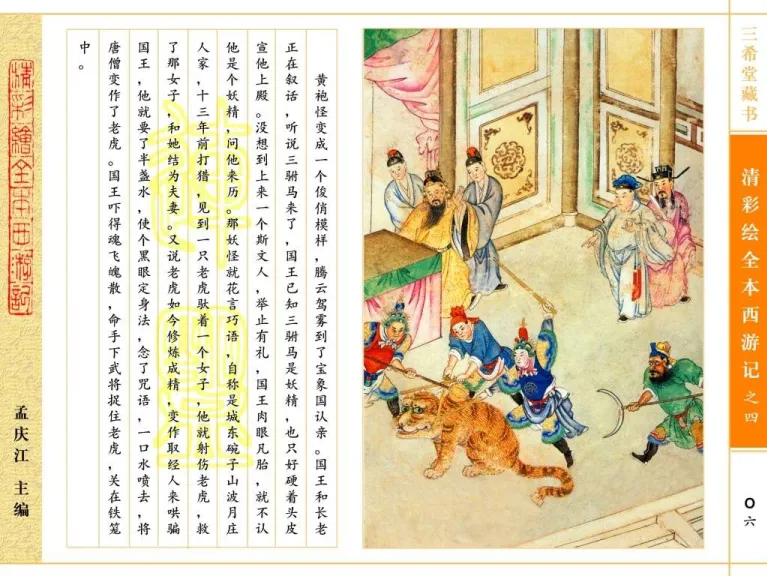 三希堂藏书
清彩绘全本西游记之四
〇六
黄袍怪变成一个俊俏模样，腾云驾雾到了宝象国认亲。国王和长老
正在叙话，听说三驸马来了，国王已知三驸马是妖精，也只好硬着头皮
宣他上殿。没想到上来一个斯文人，举止有礼，国王肉眼凡胎，就不认
他是个妖精，问他来历。那妖怪就花言巧语，自称是城东碗子山波月庄
人家，十三年前打猎，见到一只老虎驮着一个女子，他就射伤老虎，救
了那女子，和她结为夫妻。又说老虎如今修炼成精，变作取经人来哄骗
国王，他就要了半盏水，使个黑眼定身法，念了咒语，一口水喷去，将
唐僧变作了老虎。国王吓得魂飞魄散，命手下武将捉住老虎，关在铁笼
中。
清彩繪全本西游記
孟庆江 主编